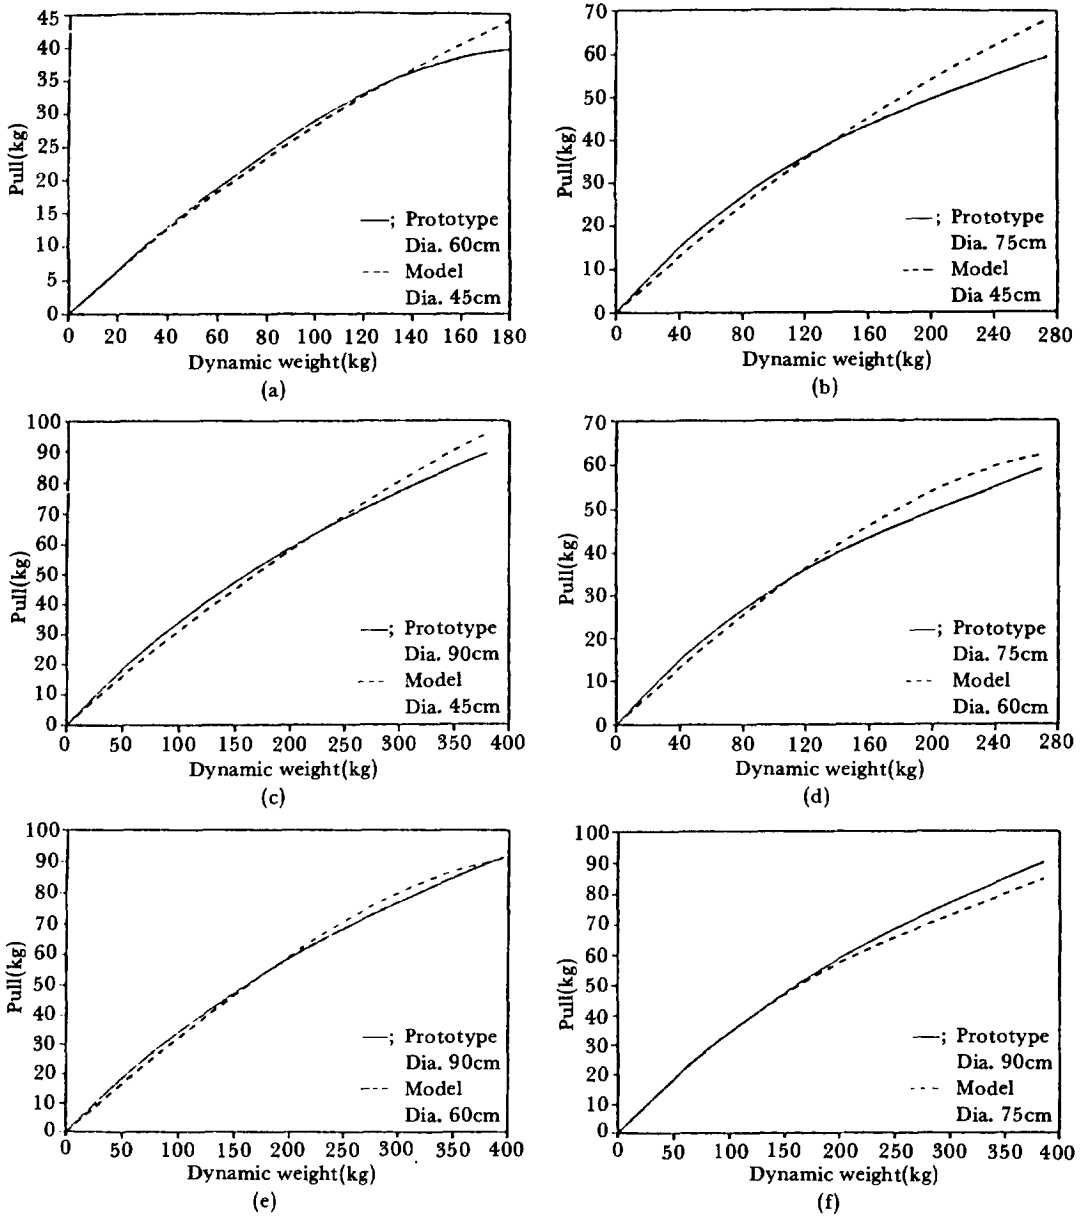 45
40
35
30
25
20
15
10
5
0
Pull(kg)
—; Prototype
Dia. 60cm
--- Model
Dia. 45cm
0 20 40 60 80 100 120 140 160 180
Dynamic weight(kg)
(a)
70
60
50
40
30
20
10
0
Pull(kg)
—; Prototype
Dia. 75cm
--- Model
Dia 45cm
0 40 80 120 160 200 240 280
Dynamic weight(kg)
(b)
100
90
80
70
60
50
40
30
20
10
0
Pull(kg)
—; Prototype
Dia. 90cm
--- Model
Dia. 45cm
0 50 100 150 200 250 300 350 400
Dynamic weight(kg)
(c)
70
60
50
40
30
20
10
0
Pull(kg)
—; Prototype
Dia. 75cm
--- Model
Dia. 60cm
0 40 80 120 160 200 240 280
Dynamic weight(kg)
(d)
100
90
80
70
60
50
40
30
20
10
0
Pull(kg)
—; Prototype
Dia. 90cm
--- Model
Dia. 60cm
0 50 100 150 200 250 300 350 400
Dynamic weight(kg)
(e)
100
90
80
70
60
50
40
30
20
10
0
Pull(kg)
—; Prototype
Dia. 90cm
--- Model
Dia. 75cm
0 50 100 150 200 250 300 350 400
Dynamic weight(kg)
(f)